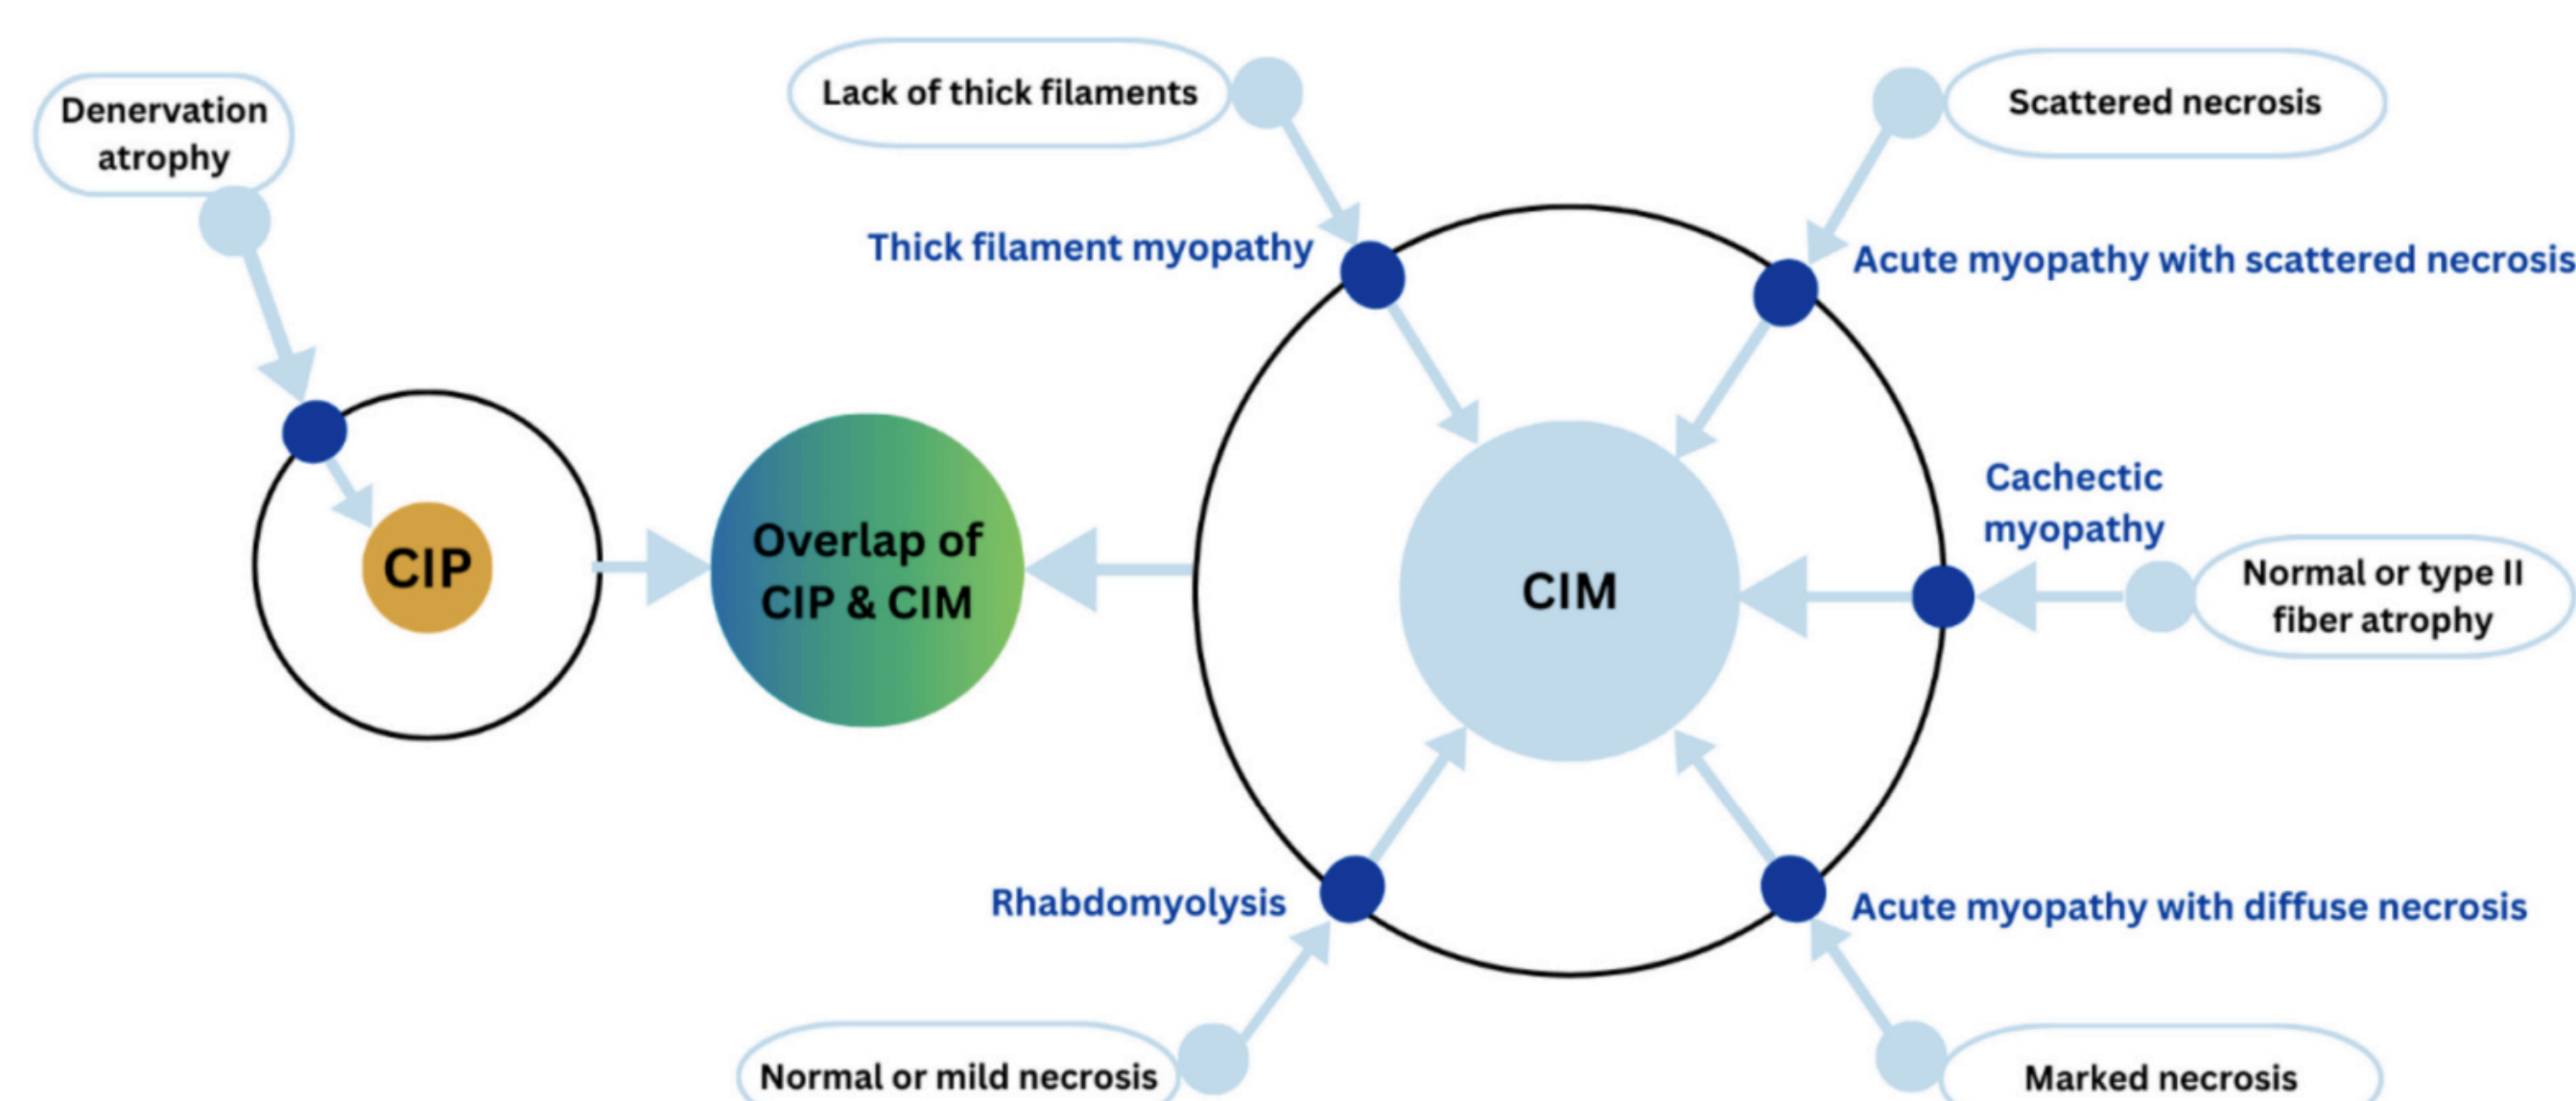 Denervation
atrophy
Lack of thick filaments
Scattered necrosis
Thick filament myopathy
Acute myopathy with scattered necrosis
CIP
Overlap of
CIP & CIM
CIM
Cachectic
myopathy
Normal or type II
fiber atrophy
Rhabdomyolysis
Acute myopathy with diffuse necrosis
Normal or mild necrosis
Marked necrosis